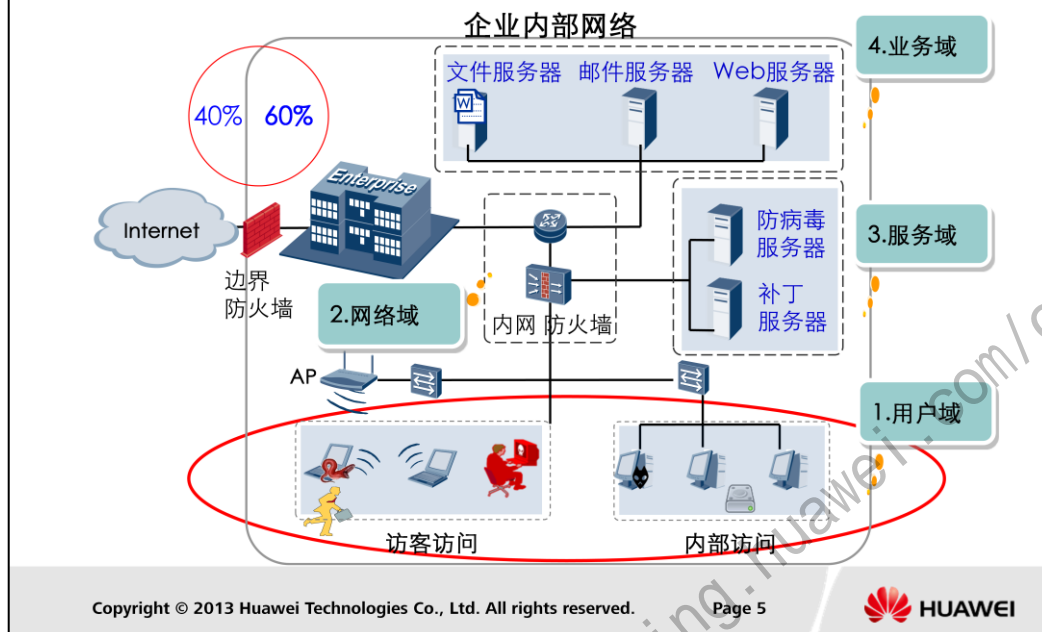 企业内部网络
4.业务域
文件服务器 邮件服务器 Web服务器
W
40% 60%
Enterprise
Internet
边界
防火墙
防病毒
服务器
3.服务域
补丁
服务器
2.网络域
内网 防火墙
AP
1.用户域
访客访问
内部访问
Copyright © 2013 Huawei Technologies Co., Ltd. All rights reserved.
Page 5
HUAWEI